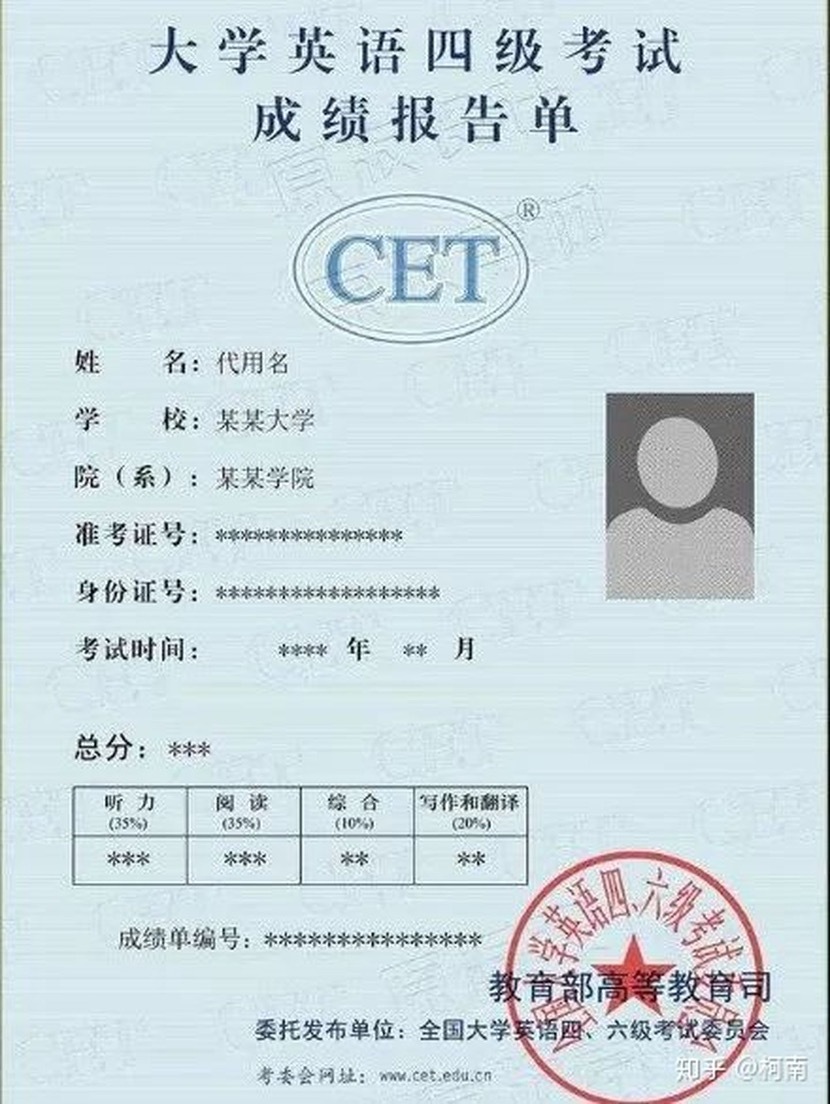 大学英语四级考试
成绩报告单
CET®
姓 名：代用名
学 校：某某大学
院（系）：某某学院
准考证号：***************
身份证号：******************
考试时间： **** 年 ** 月
总分：***
听 力 阅 读 综 合 写作和翻译
(35%) (35%) (10%) (20%)
*** *** ** **
成绩单编号：****************
教育部高等教育司
委托发布单位：全国大学英语四、六级考试委员会
考委会网址：www.cet.edu.cn
全国大学英语四、六级考试委员会
知乎 @柯南